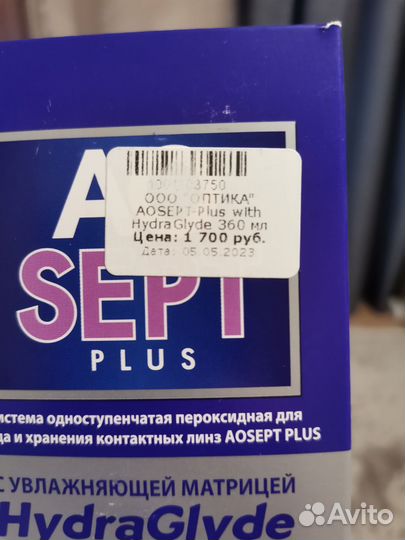 AO
SEPT
PLUS
ООО "ОПТИКА"
AOSEPT-Plus with
HydraGlyde 360 мл
Цена: 1 700 руб.
Дата: 05.05.2023
система одноступенчатая пероксидная для
да и хранения контактных линз AOSEPT PLUS
С УВЛАЖНЯЮЩЕЙ МАТРИЦЕЙ
HydraGlyde
Avito